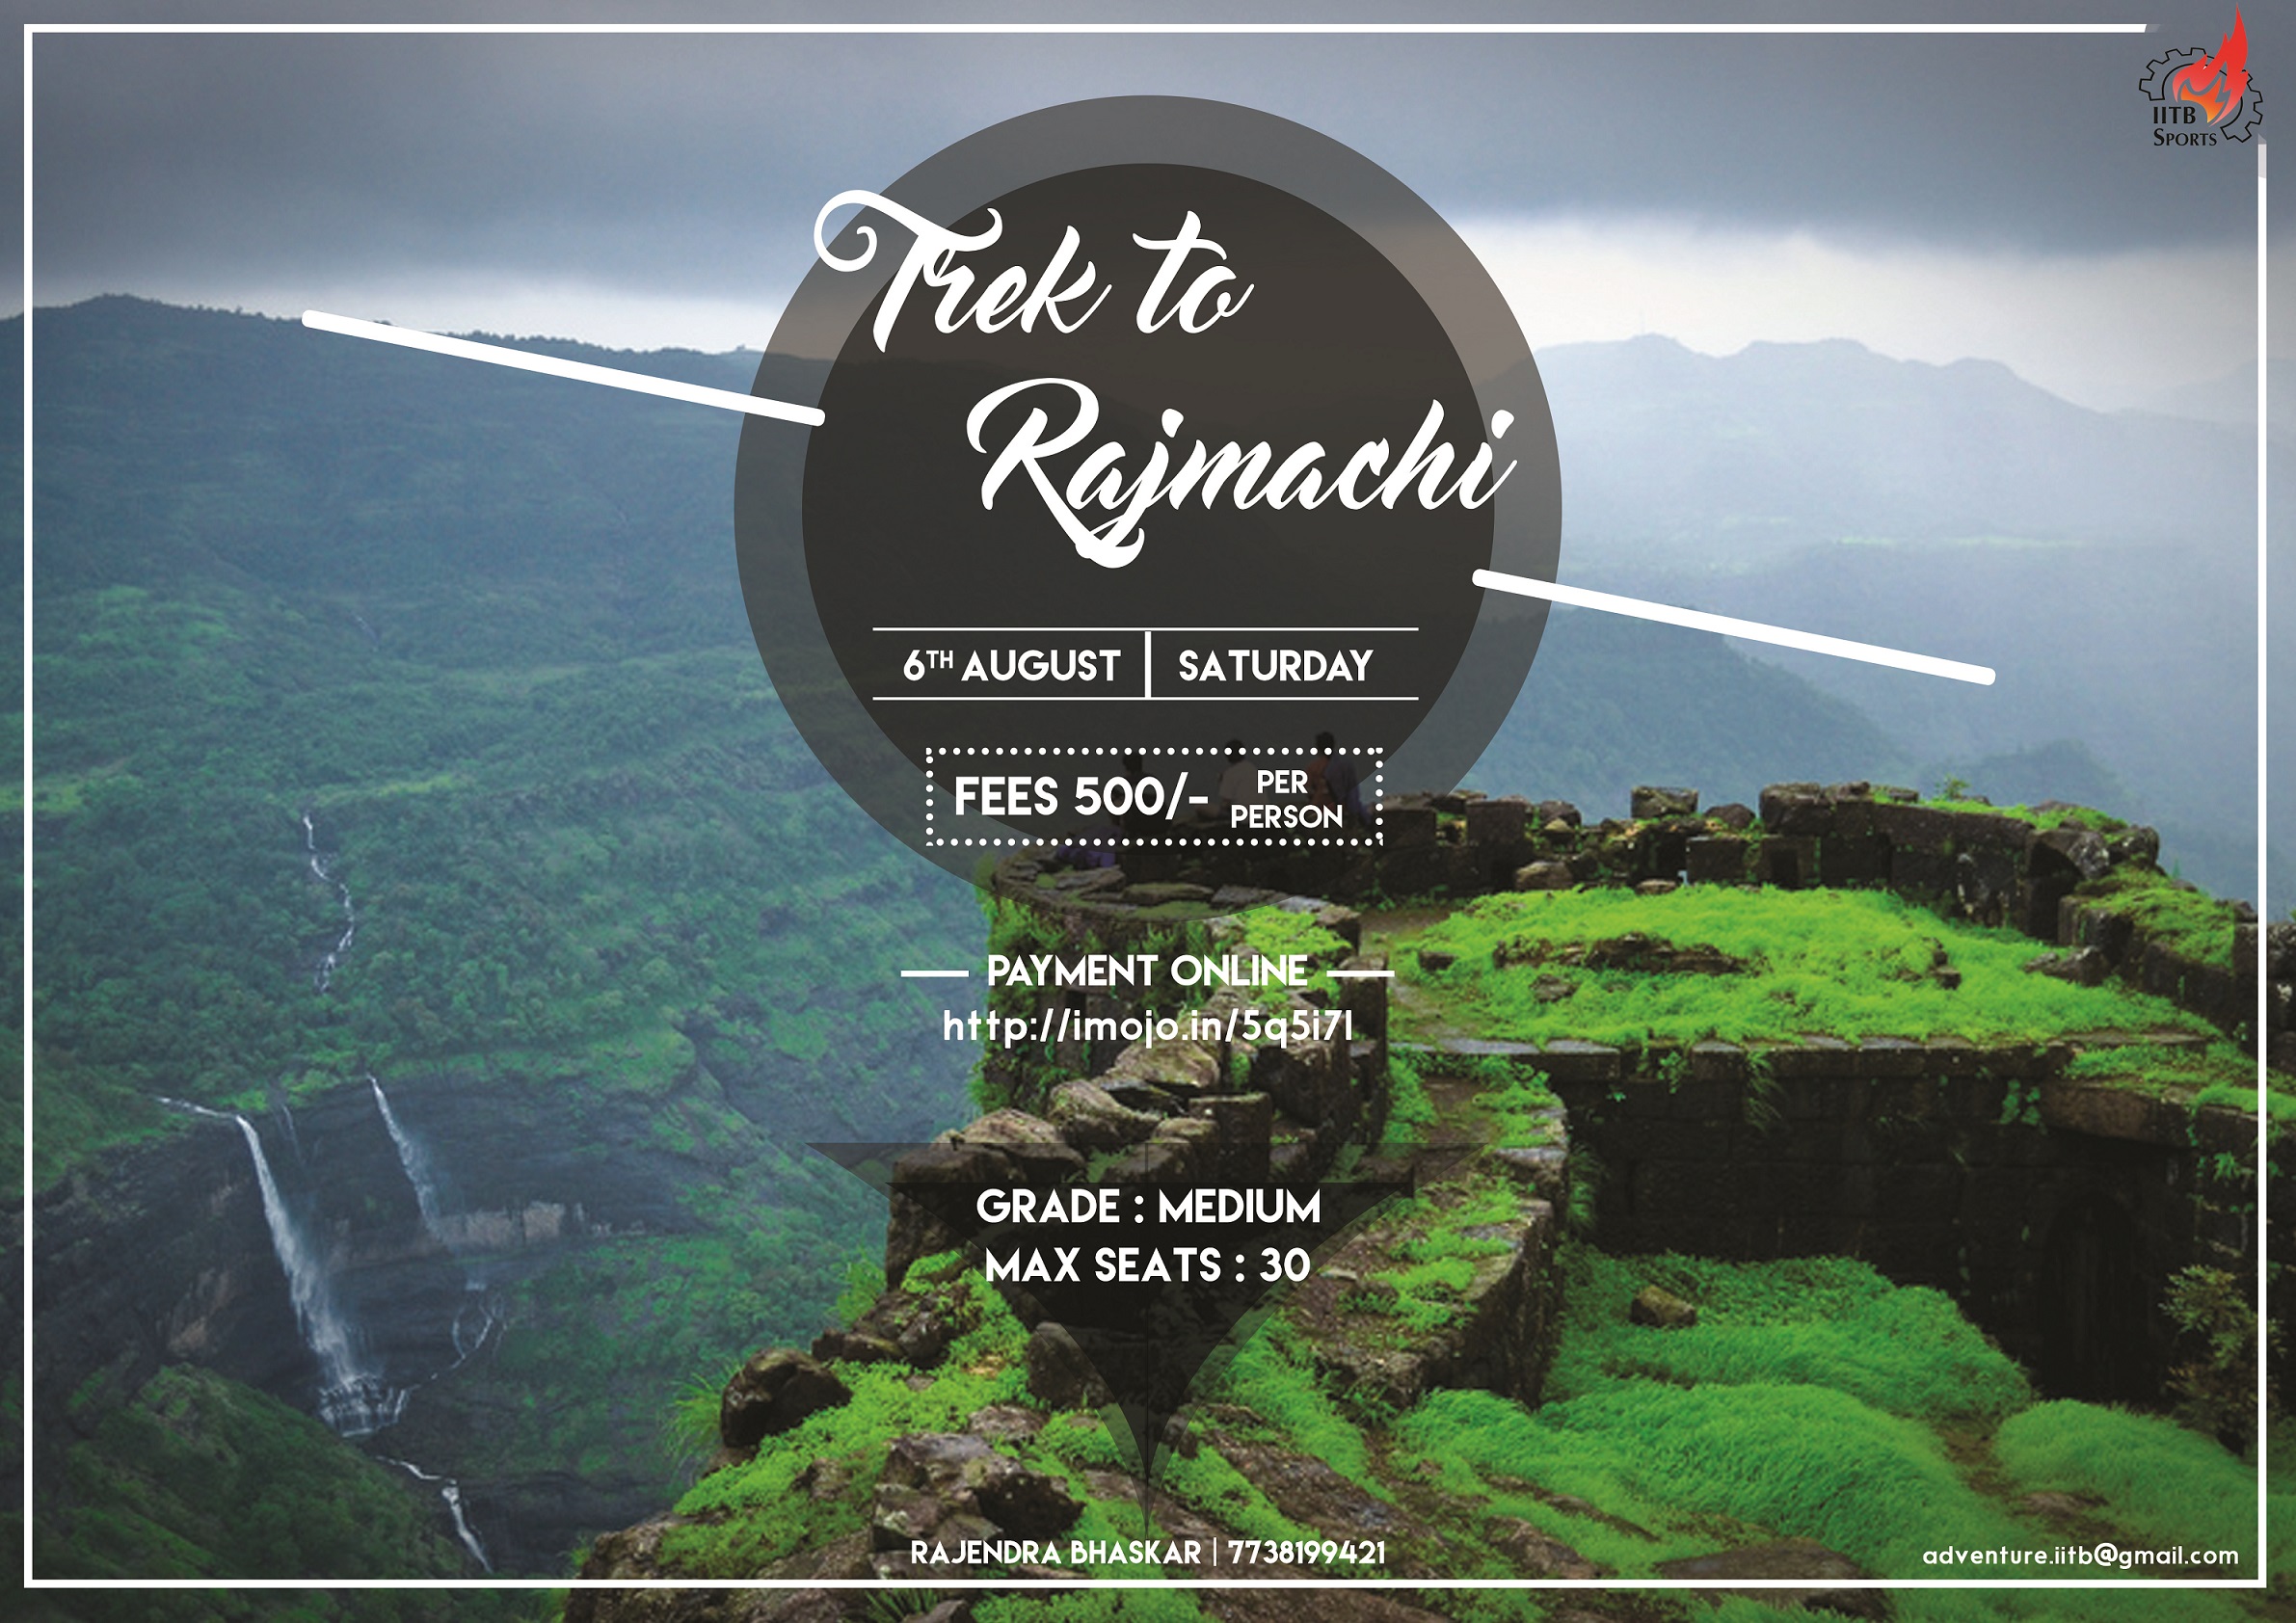 IITB
SPORTS
Trek to
Rajmachi
6TH AUGUST | SATURDAY
FEES 500/- PER
PERSON
PAYMENT ONLINE
http://imojo.in/5q5i7l
GRADE : MEDIUM
MAX SEATS : 30
RAJENDRA BHASKAR | 7738199421
adventure.iitb@gmail.com